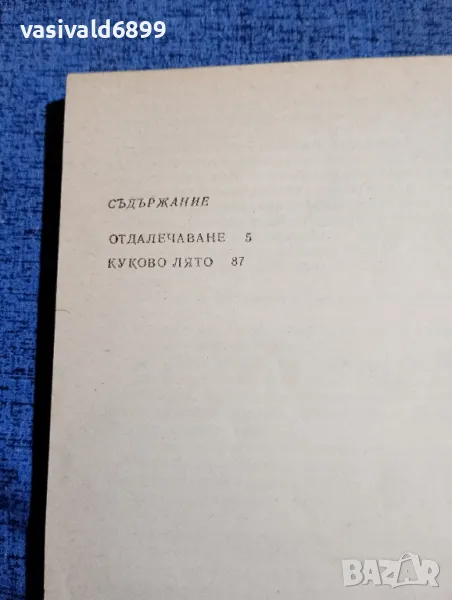 vasivald6899
СЪДЪРЖАНИЕ
ОТДАЛЕЧАВАНЕ 5
КУКОВО ЛЯТО 87
BAZAR